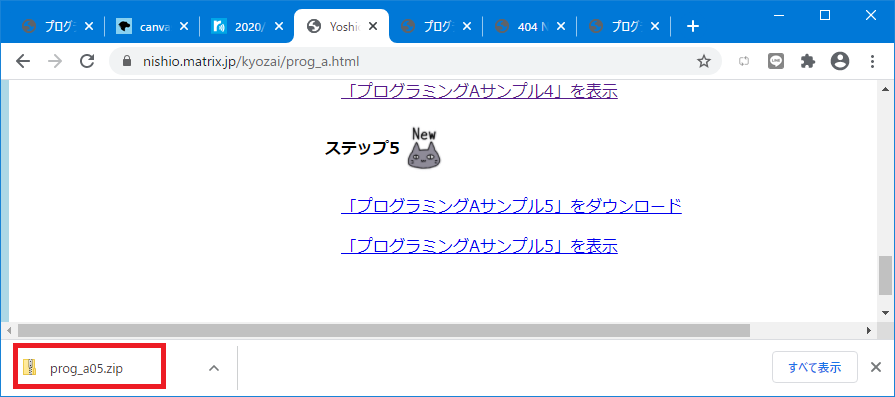 プログ
canva
2020/
Yoshi
プログ
404 N
プログ
nishio.matrix.jp/kyozai/prog_a.html
「プログラミングAサンプル4」を表示
New
ステップ5
「プログラミングAサンプル5」をダウンロード
「プログラミングAサンプル5」を表示
prog_a05.zip
すべて表示